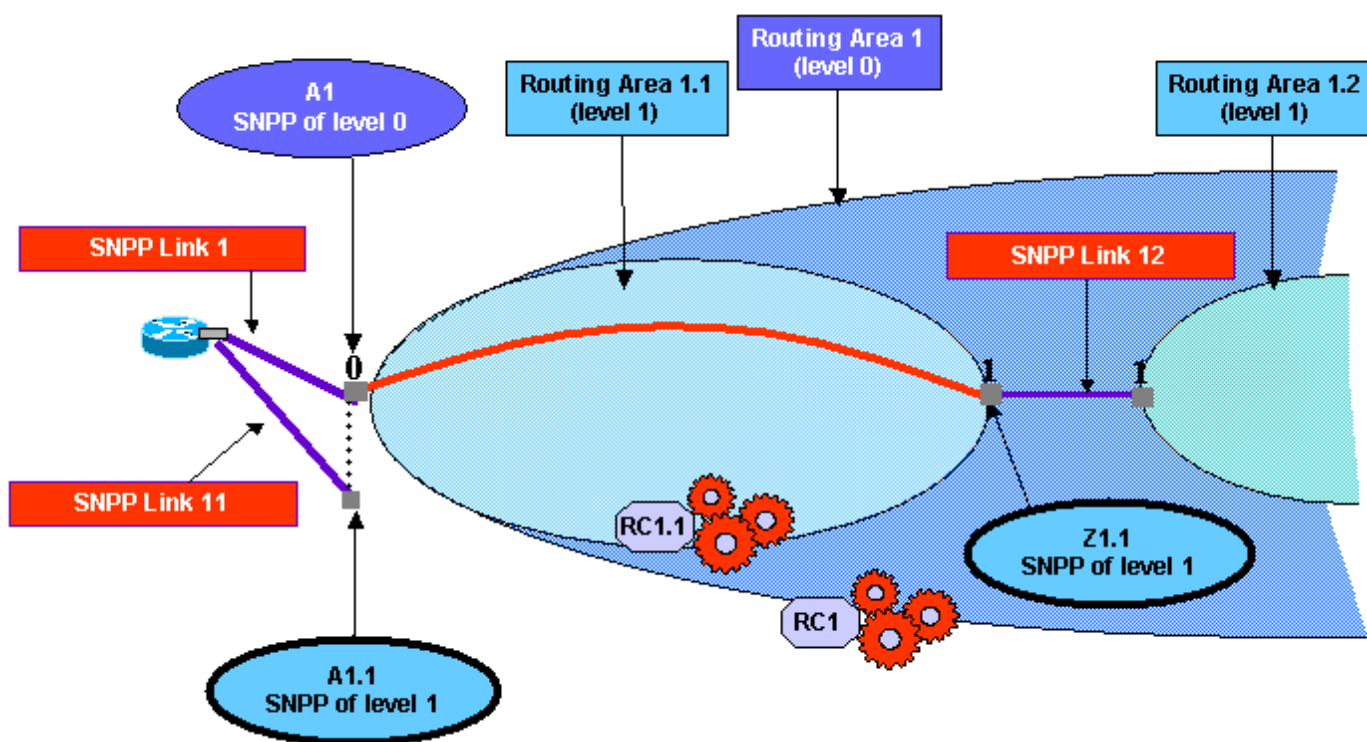 Routing Area 1
(level 0)
Routing Area 1.1
(level 1)
Routing Area 1.2
(level 1)
A1
SNPP of level 0
SNPP Link 1
SNPP Link 12
0
1
1
SNPP Link 11
RC1.1
Z1.1
SNPP of level 1
RC1
A1.1
SNPP of level 1